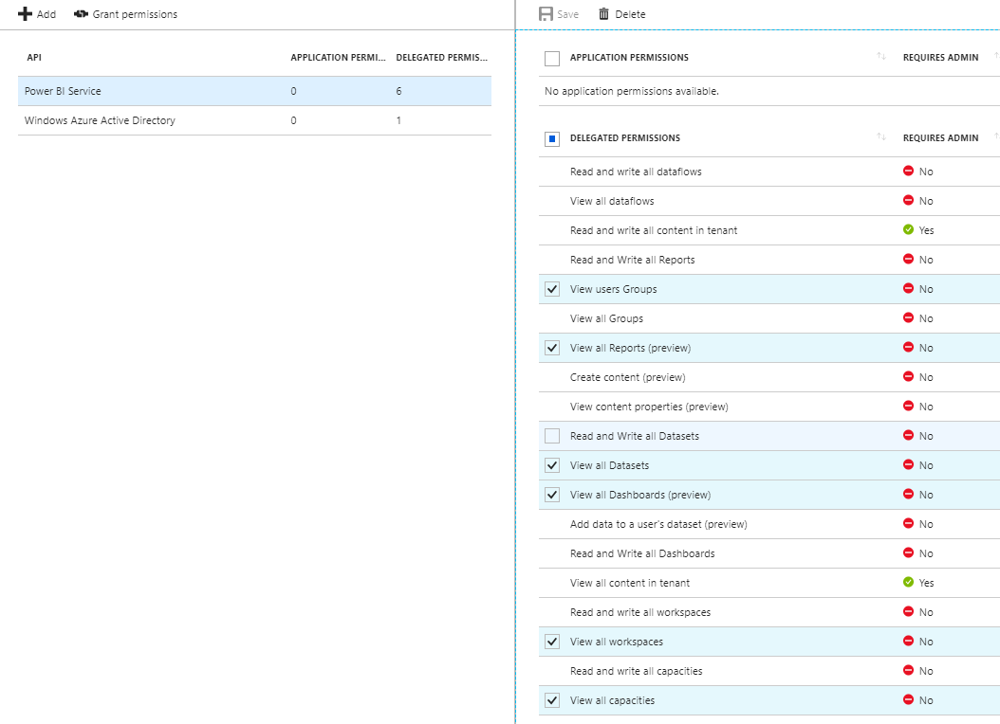 Add Grant permissions
API APPLICATION PERMI... DELEGATED PERMIS...
Power BI Service 0 6
Windows Azure Active Directory 0 1
Save Delete
APPLICATION PERMISSIONS REQUIRES ADMIN
No application permissions available.
DELEGATED PERMISSIONS REQUIRES ADMIN
Read and write all dataflows No
View all dataflows No
Read and write all content in tenant Yes
Read and Write all Reports No
View users Groups No
View all Groups No
View all Reports (preview) No
Create content (preview) No
View content properties (preview) No
Read and Write all Datasets No
View all Datasets No
View all Dashboards (preview) No
Add data to a user's dataset (preview) No
Read and Write all Dashboards No
View all content in tenant Yes
Read and write all workspaces No
View all workspaces No
Read and write all capacities No
View all capacities No